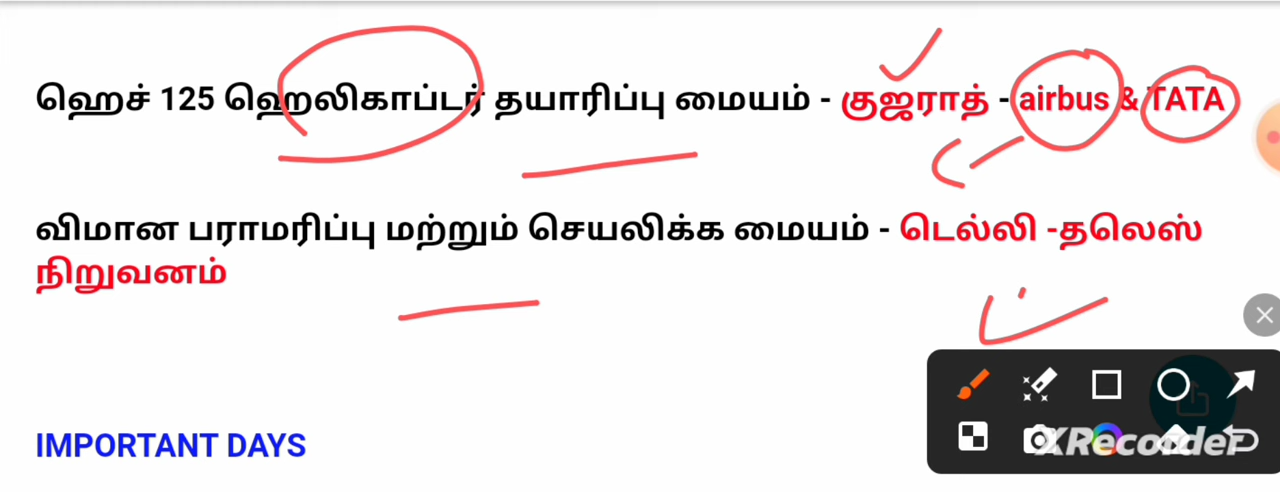 ஹெச் 125 ஹெலிகாப்டர் தயாரிப்பு மையம் - குஜராத் - airbus & TATA
விமான பராமரிப்பு மற்றும் செயலிக்க மையம் - டெல்லி -தலெஸ்
நிறுவனம்
IMPORTANT DAYS
XRecorder